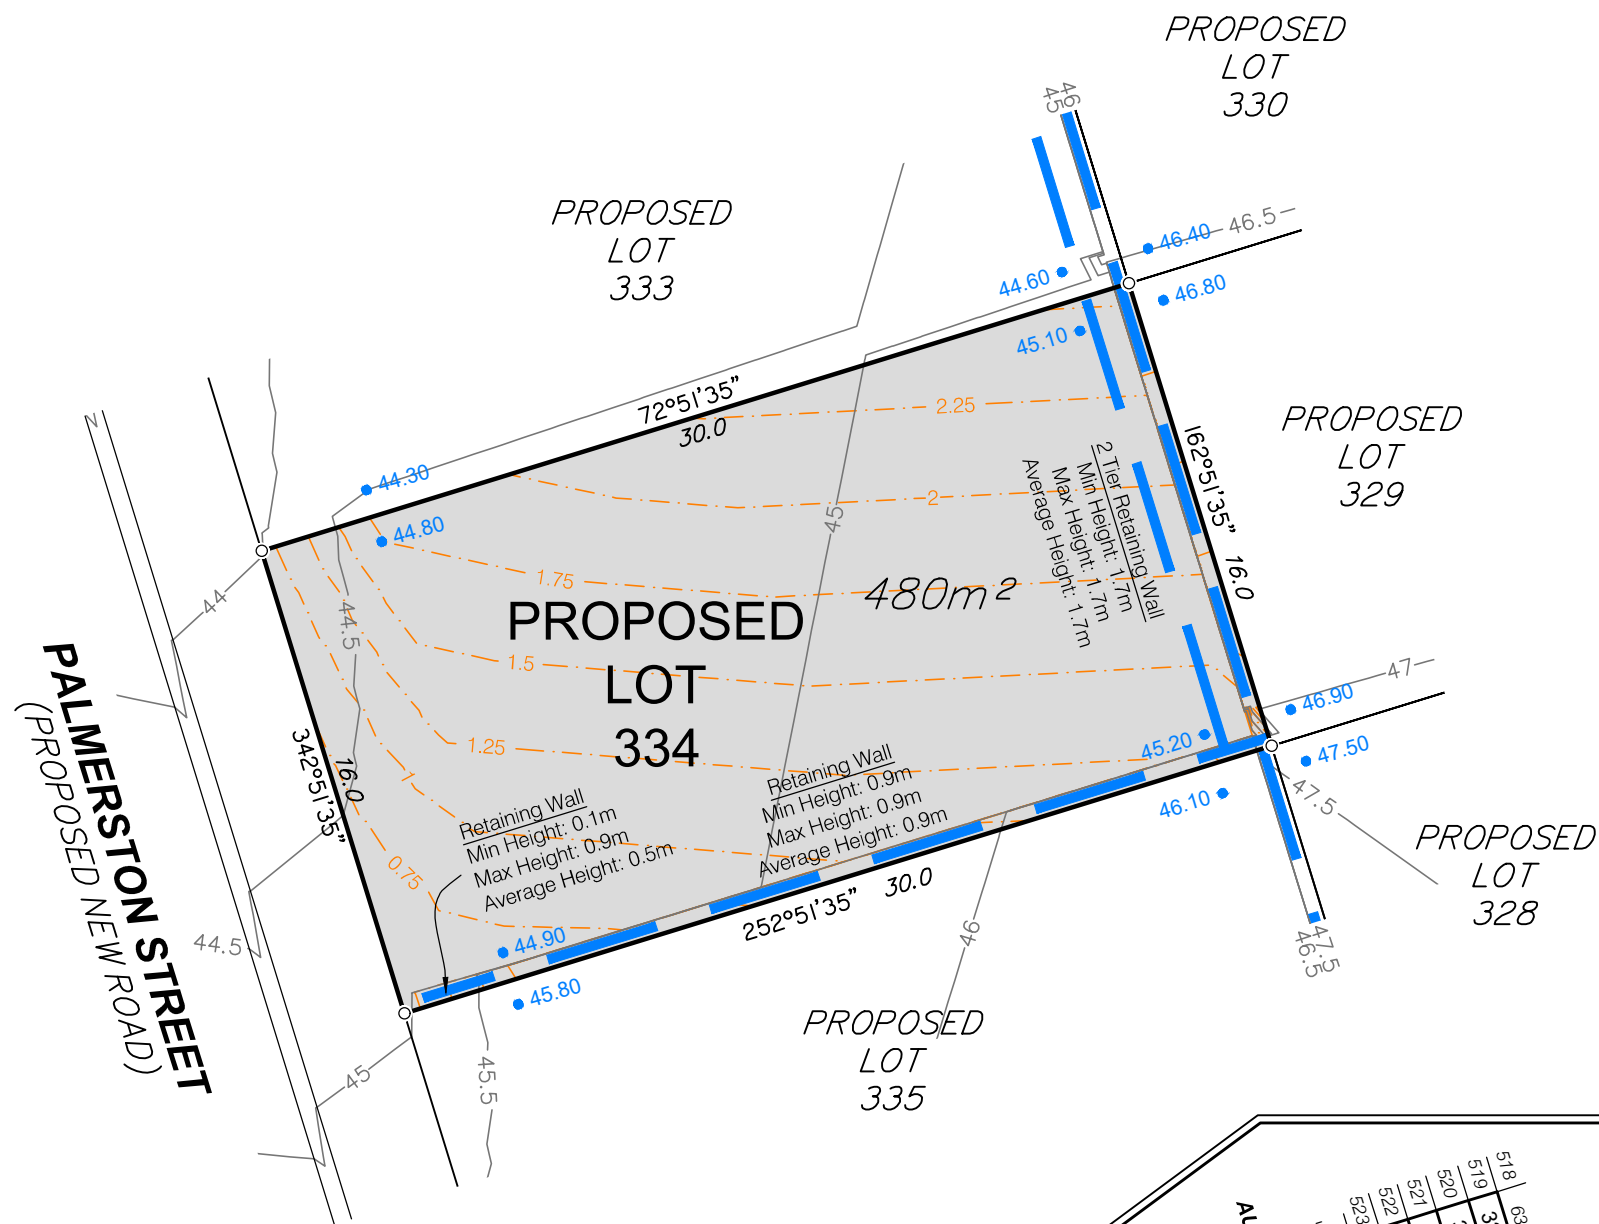 PROPOSED
LOT
330
46
45
PROPOSED
LOT
333
46.5
46.40
46.80
44.60
45.10
72°51'35"
30.0
2.25
PROPOSED
LOT
329
162°51'35"
16.0
2 Tier Retaining Wall
Min Height: 1.7m
Max Height: 1.7m
Average Height: 1.7m
44.30
44.80
2
45
1.75
480m²
44
44.5
PROPOSED
LOT
334
1.5
1.25
1
0.75
342°51'35"
16.0
PALMERSTON STREET
(PROPOSED NEW ROAD)
47
46.90
47.50
45.20
46.10
47.5
Retaining Wall
Min Height: 0.9m
Max Height: 0.9m
Average Height: 0.9m
Retaining Wall
Min Height: 0.1m
Max Height: 0.9m
Average Height: 0.5m
PROPOSED
LOT
328
252°51'35"
30.0
44.90
45.80
46
47.5
46.5
44.5
45
45.5
PROPOSED
LOT
335
518
519
520
521
522
523